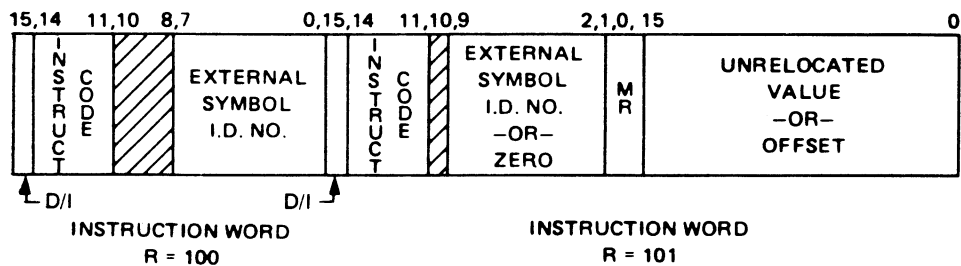 15,14 11,10 8,7 0,15,14 11,10,9 2,1,0,15 0
INSTRUCT CODE
EXTERNAL
SYMBOL
I.D. NO.
INSTRUCT CODE
EXTERNAL
SYMBOL
I.D. NO.
—OR—
ZERO
MR
UNRELOCATED
VALUE
—OR—
OFFSET
D/I D/I
INSTRUCTION WORD
R = 100
INSTRUCTION WORD
R = 101